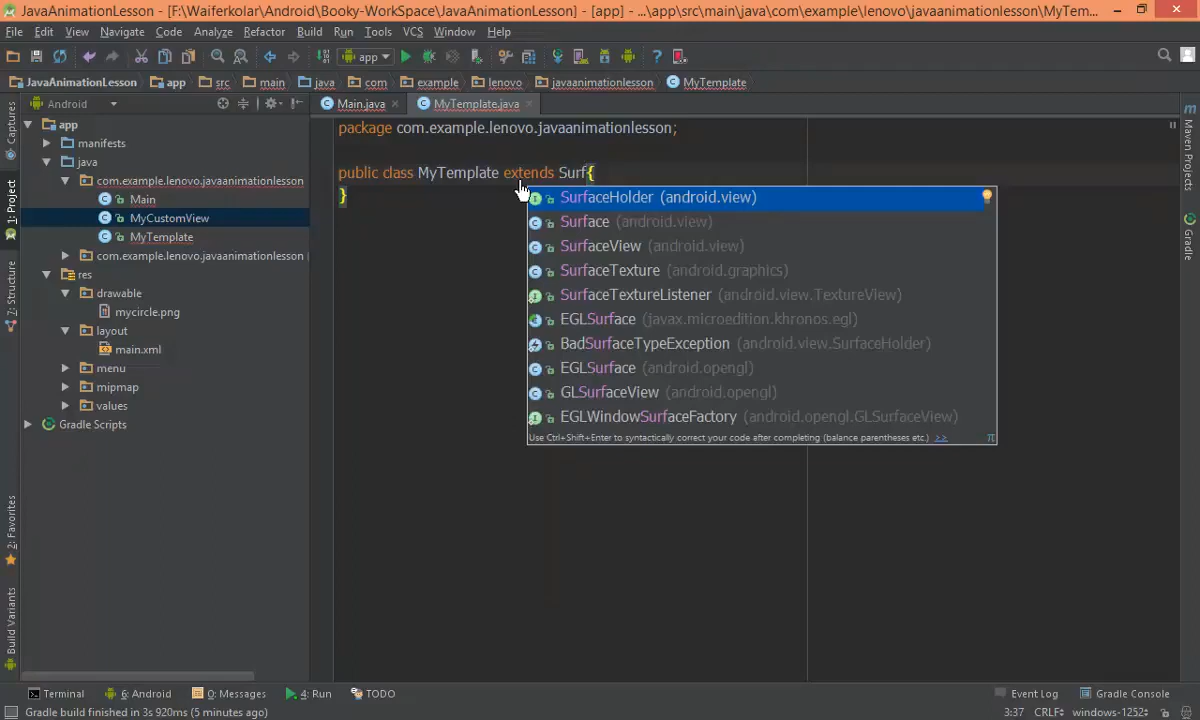 JavaAnimationLesson - [F:\Waiferkolar\Android\Booky-WorkSpace\JavaAnimationLesson] - [app] - ...\app\src\main\java\com\example\lenovo\javaanimationlesson\MyTem...
File Edit View Navigate Code Analyze Refactor Build Run Tools VCS Window Help
app
JavaAnimationLesson app src main java com example lenovo javaanimationlesson MyTemplate
Android
Main.java MyTemplate.java
Captures
1: Project
7: Structure
2: Favorites
Build Variants
app
manifests
java
com.example.lenovo.javaanimationlesson
Main
MyCustomView
MyTemplate
com.example.lenovo.javaanimationlesson
res
drawable
mycircle.png
layout
main.xml
menu
mipmap
values
Gradle Scripts
package com.example.lenovo.javaanimationlesson;
public class MyTemplate extends Surf{
}
SurfaceHolder (android.view)
Surface (android.view)
SurfaceView (android.view)
SurfaceTexture (android.graphics)
SurfaceTextureListener (android.view.TextureView)
EGLSurface (javax.microedition.khronos.egl)
BadSurfaceTypeException (android.view.SurfaceHolder)
EGLSurface (android.opengl)
GLSurfaceView (android.opengl)
EGLWindowSurfaceFactory (android.opengl.GLSurfaceView)
Use Ctrl+Shift+Enter to syntactically correct your code after completing (balance parentheses etc.) >> π
Maven Projects
Gradle
Terminal 6: Android 0: Messages 4: Run TODO Event Log Gradle Console
Gradle build finished in 3s 920ms (5 minutes ago) 3:37 CRLF windows-1252